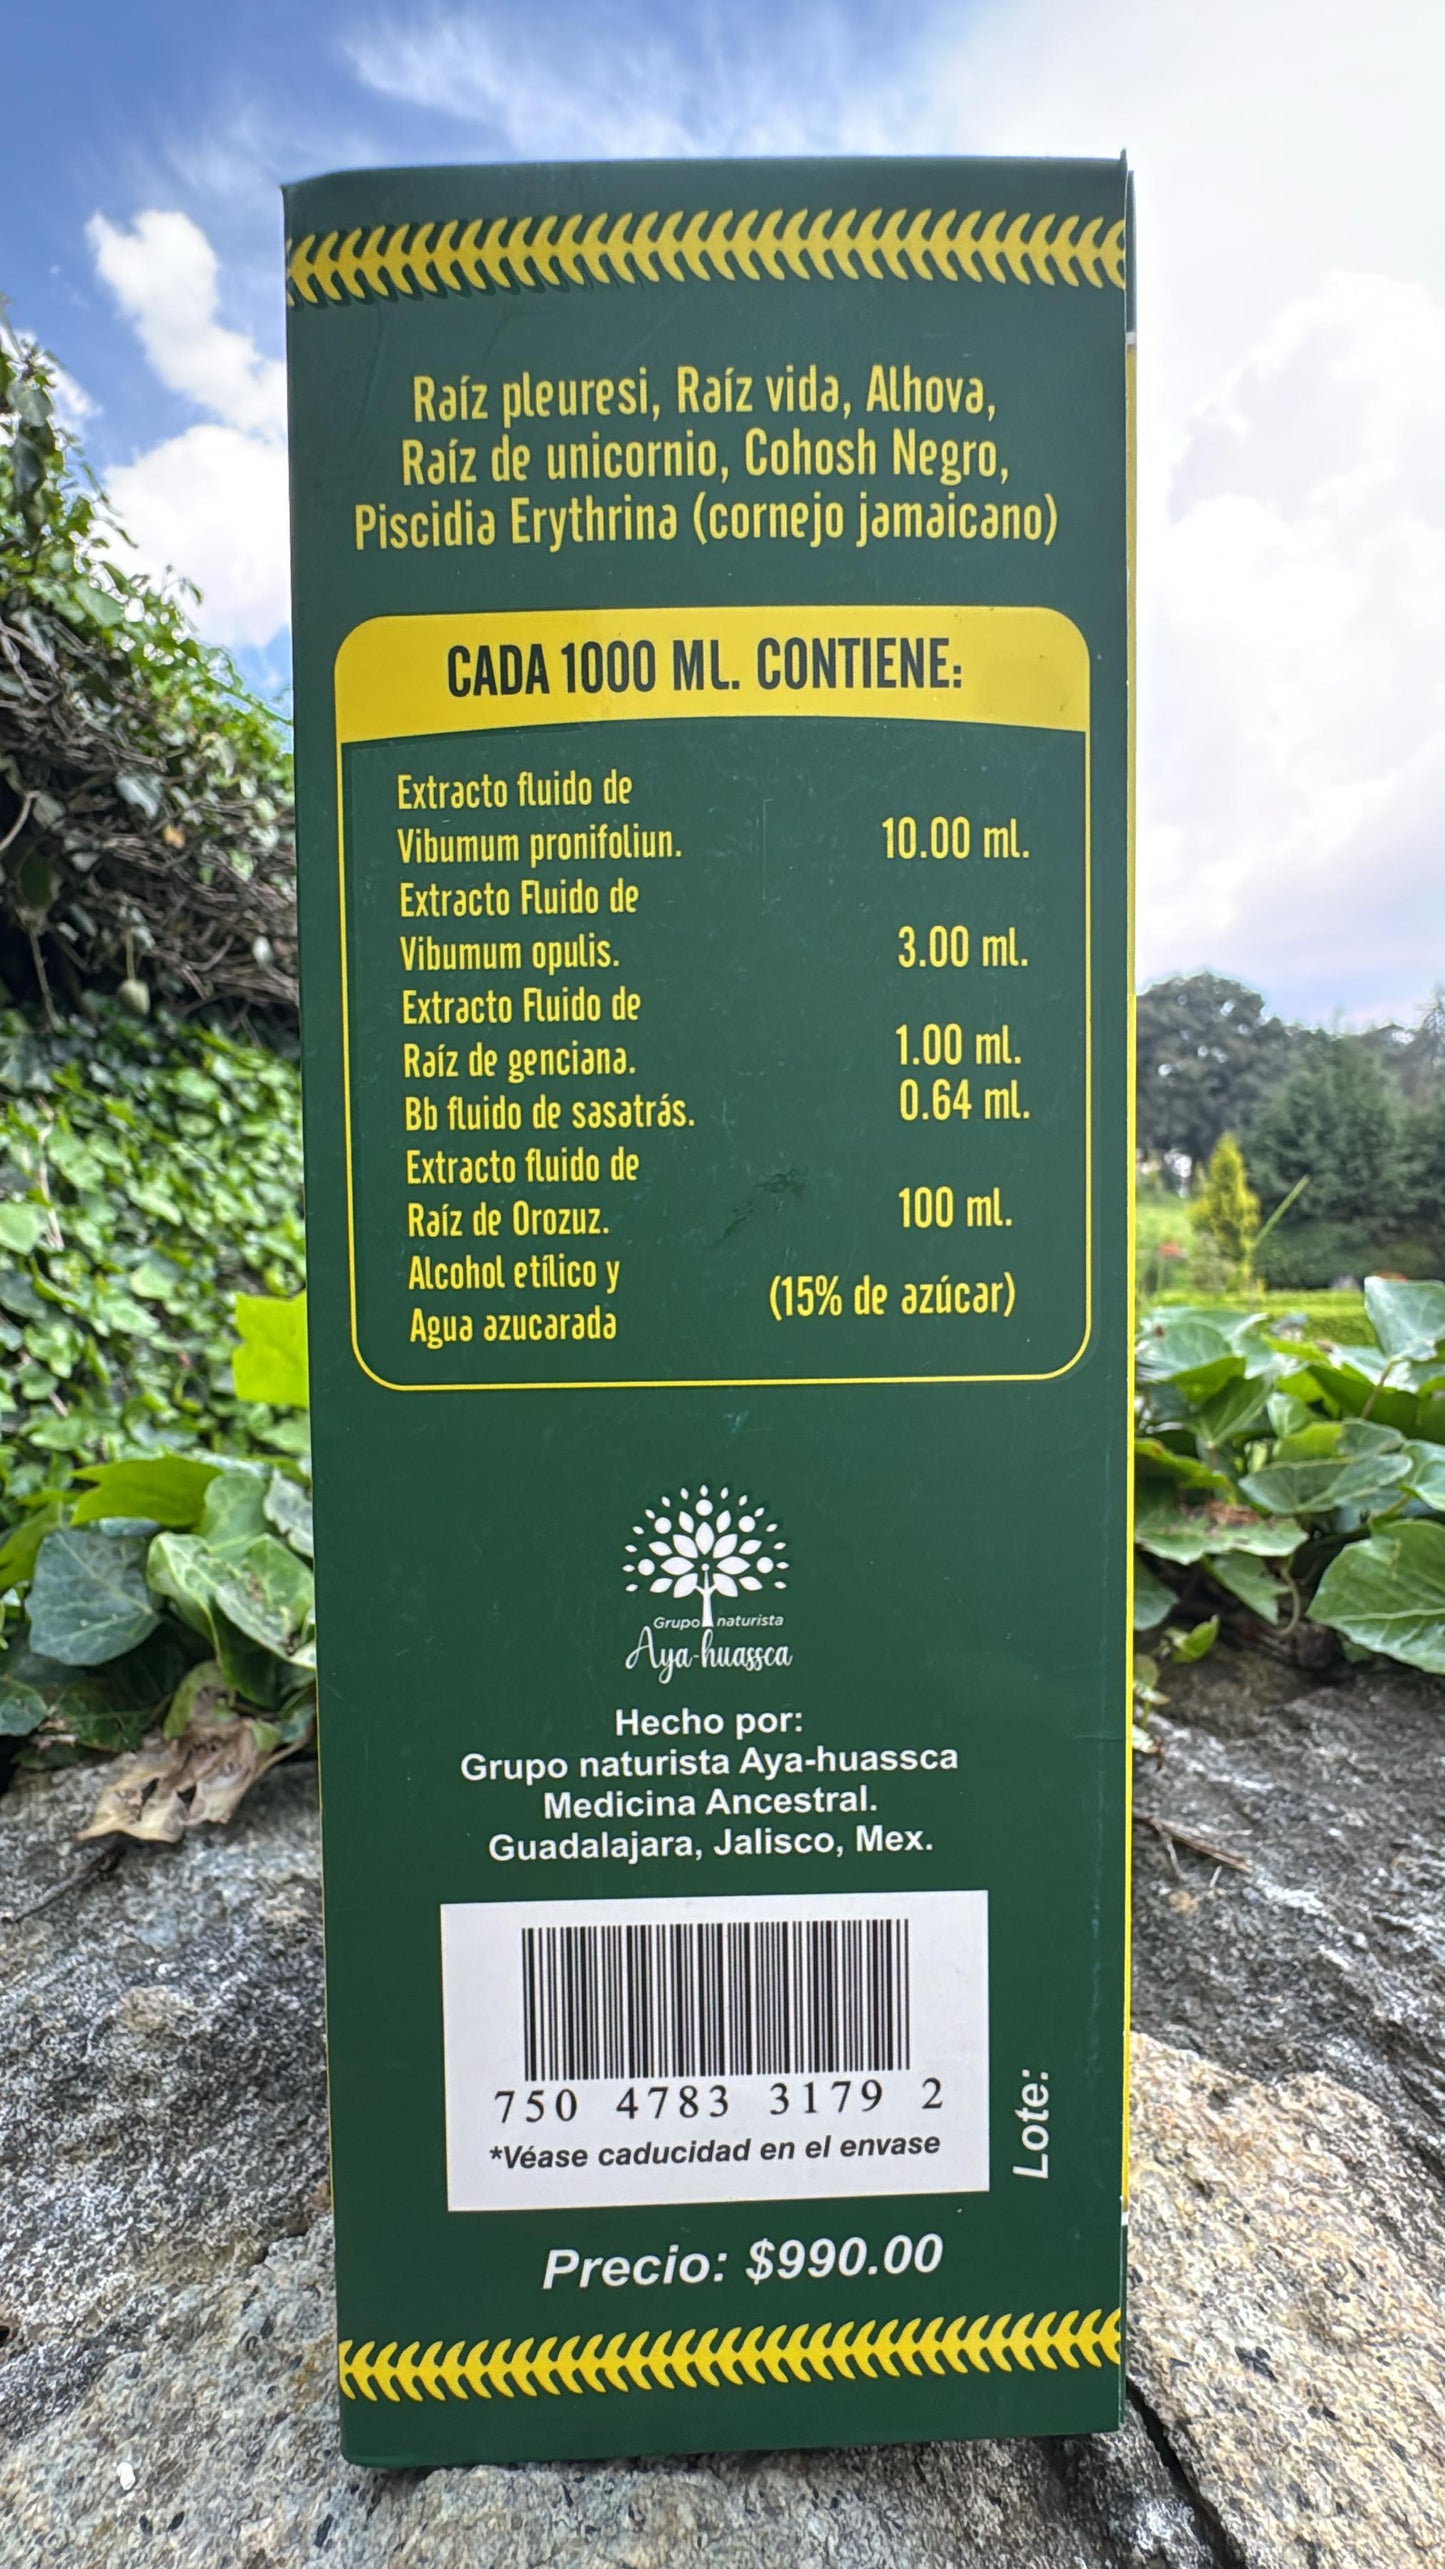 Raíz pleuresi, Raíz vida, Alhova,
Raíz de unicornio, Cohosh Negro,
Piscidia Erythrina (cornejo jamaicano)
CADA 1000 ML. CONTIENE:
Extracto fluido de
Vibumum pronifoliun. 10.00 ml.
Extracto Fluido de
Vibumum opulis. 3.00 ml.
Extracto Fluido de
Raíz de genciana. 1.00 ml.
Bb fluido de sasatrás. 0.64 ml.
Extracto fluido de
Raíz de Orozuz. 100 ml.
Alcohol etílico y
Agua azucarada (15% de azúcar)
Grupo naturista
Aya-huassca
Hecho por:
Grupo naturista Aya-huassca
Medicina Ancestral.
Guadalajara, Jalisco, Mex.
750 4783 3179 2
*Véase caducidad en el envase
Lote:
Precio: $990.00